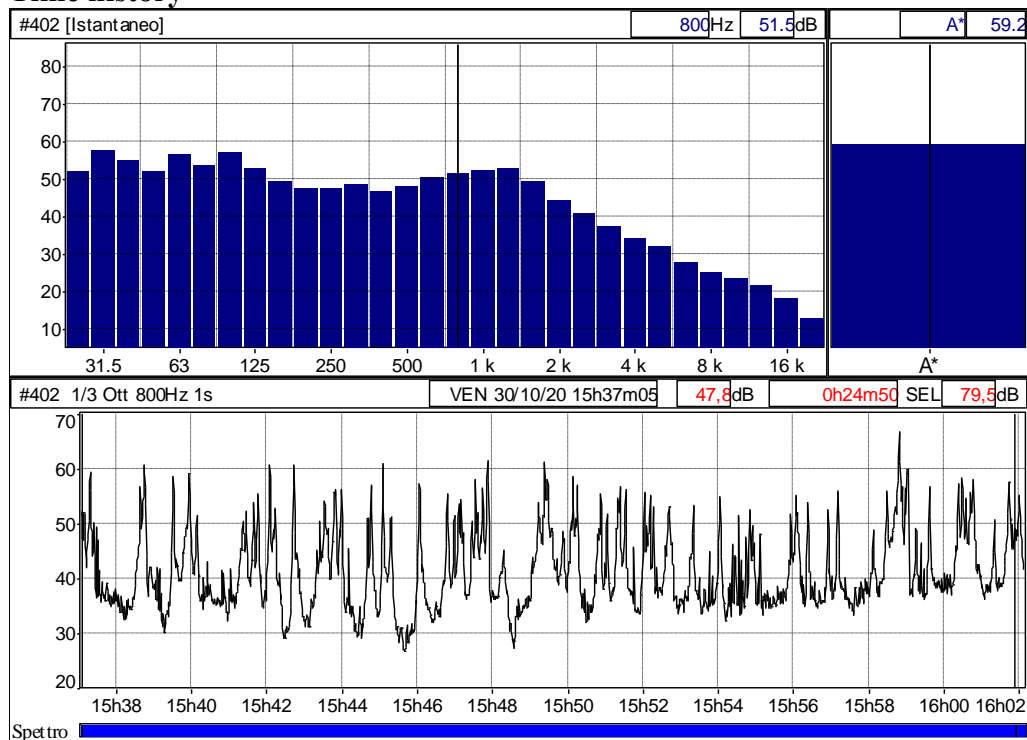 #402 [Istantaneo] 800Hz 51.5dB A* 59.2
80
70
60
50
40
30
20
10
31.5 63 125 250 500 1 k 2 k 4 k 8 k 16 k A*
#402 1/3 Ott 800Hz 1s VEN 30/10/20 15h37m05 47,8dB 0h24m50 SEL 79,5dB
70
60
50
40
30
20
15h38 15h40 15h42 15h44 15h46 15h48 15h50 15h52 15h54 15h56 15h58 16h00 16h02
Spettro